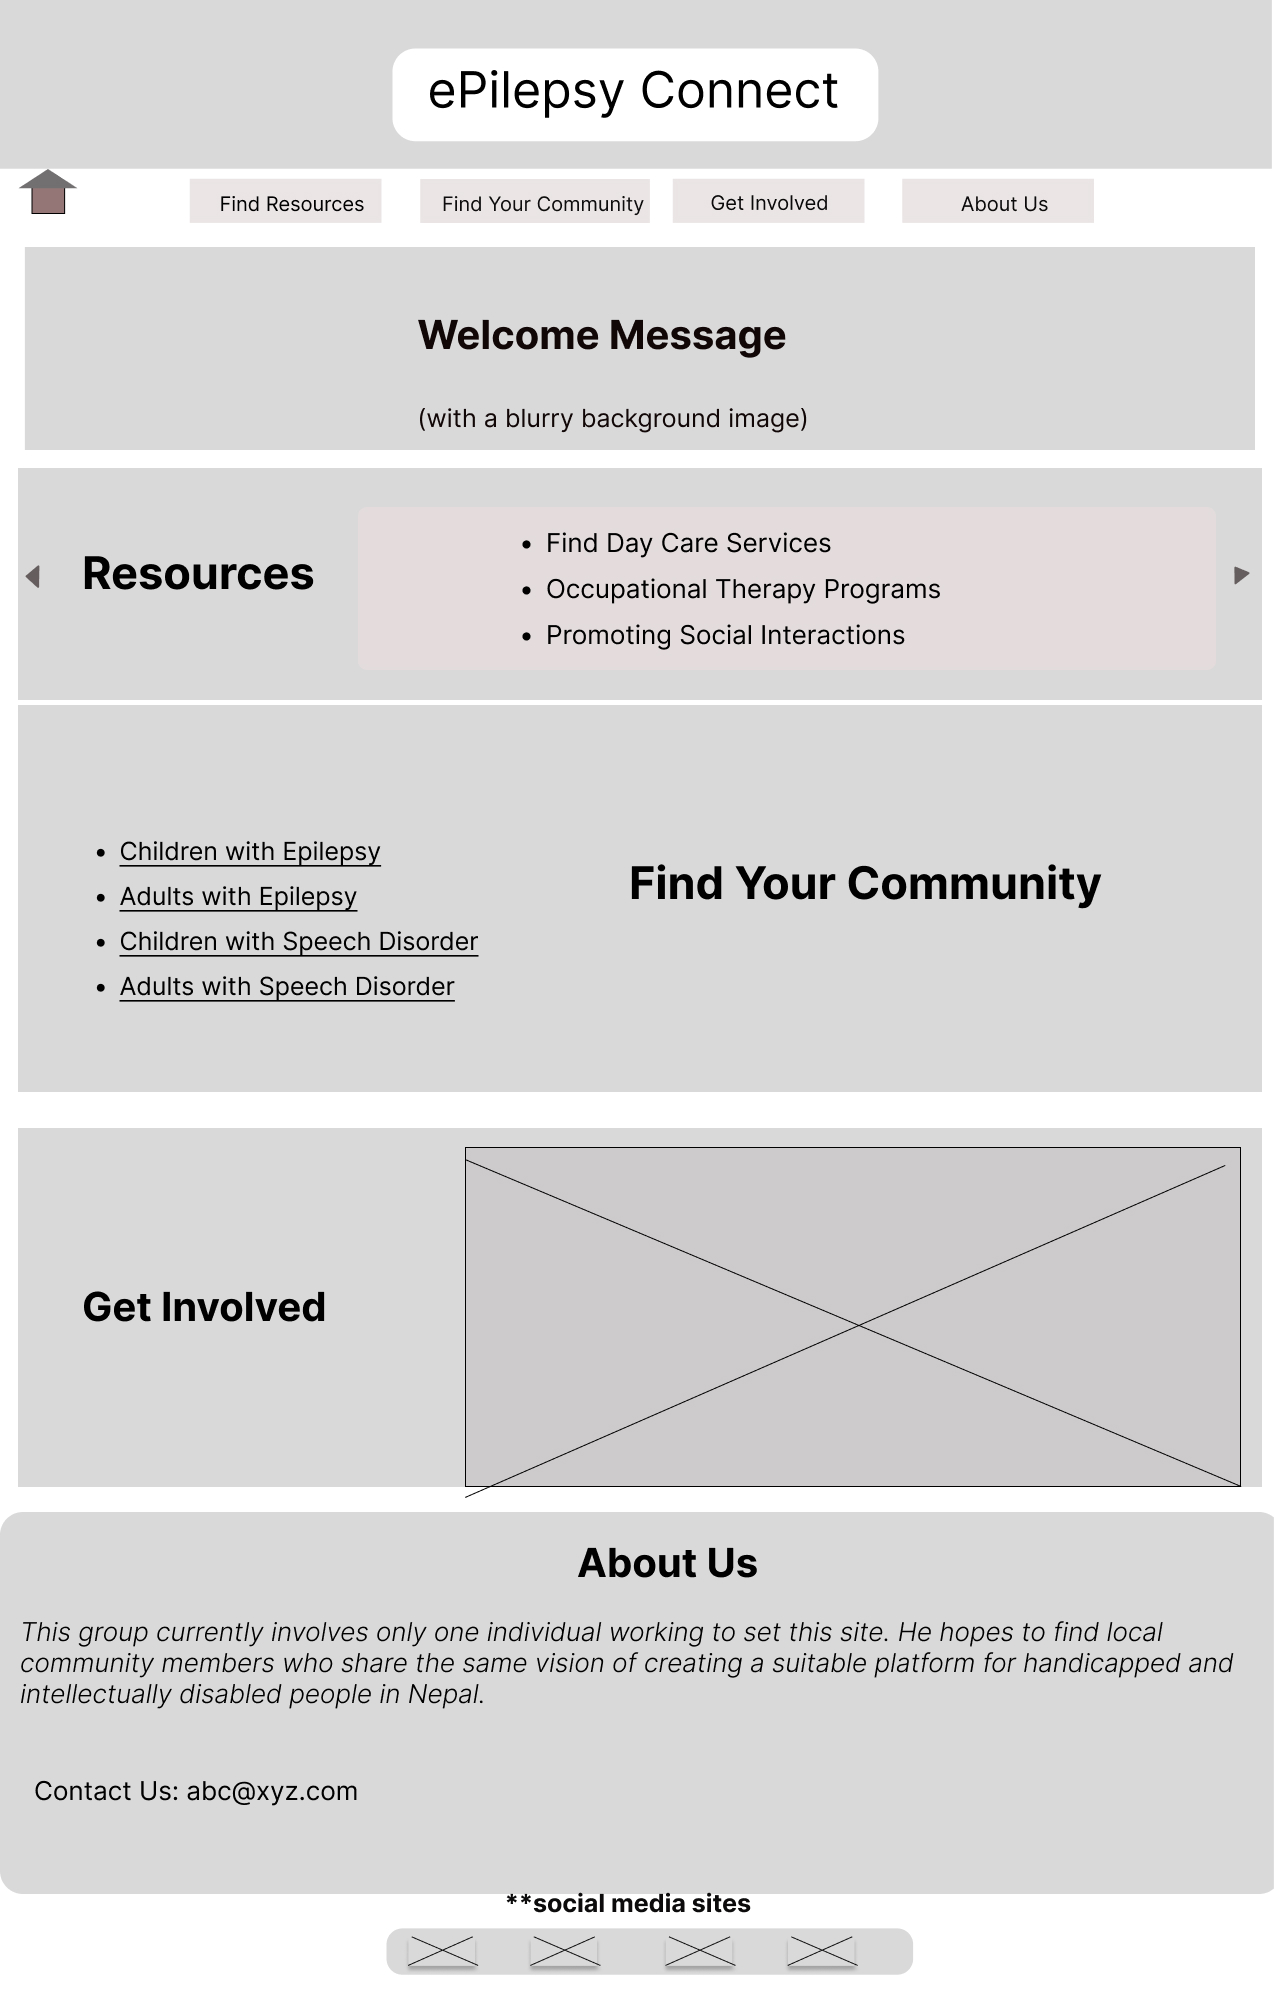 ePilepsy Connect
Find Resources
Find Your Community
Get Involved
About Us
Welcome Message
(with a blurry background image)
Resources
• Find Day Care Services
• Occupational Therapy Programs
• Promoting Social Interactions
• Children with Epilepsy
• Adults with Epilepsy
• Children with Speech Disorder
• Adults with Speech Disorder
Find Your Community
Get Involved
About Us
This group currently involves only one individual working to set this site. He hopes to find local
community members who share the same vision of creating a suitable platform for handicapped and
intellectually disabled people in Nepal.
Contact Us: abc@xyz.com
**social media sites